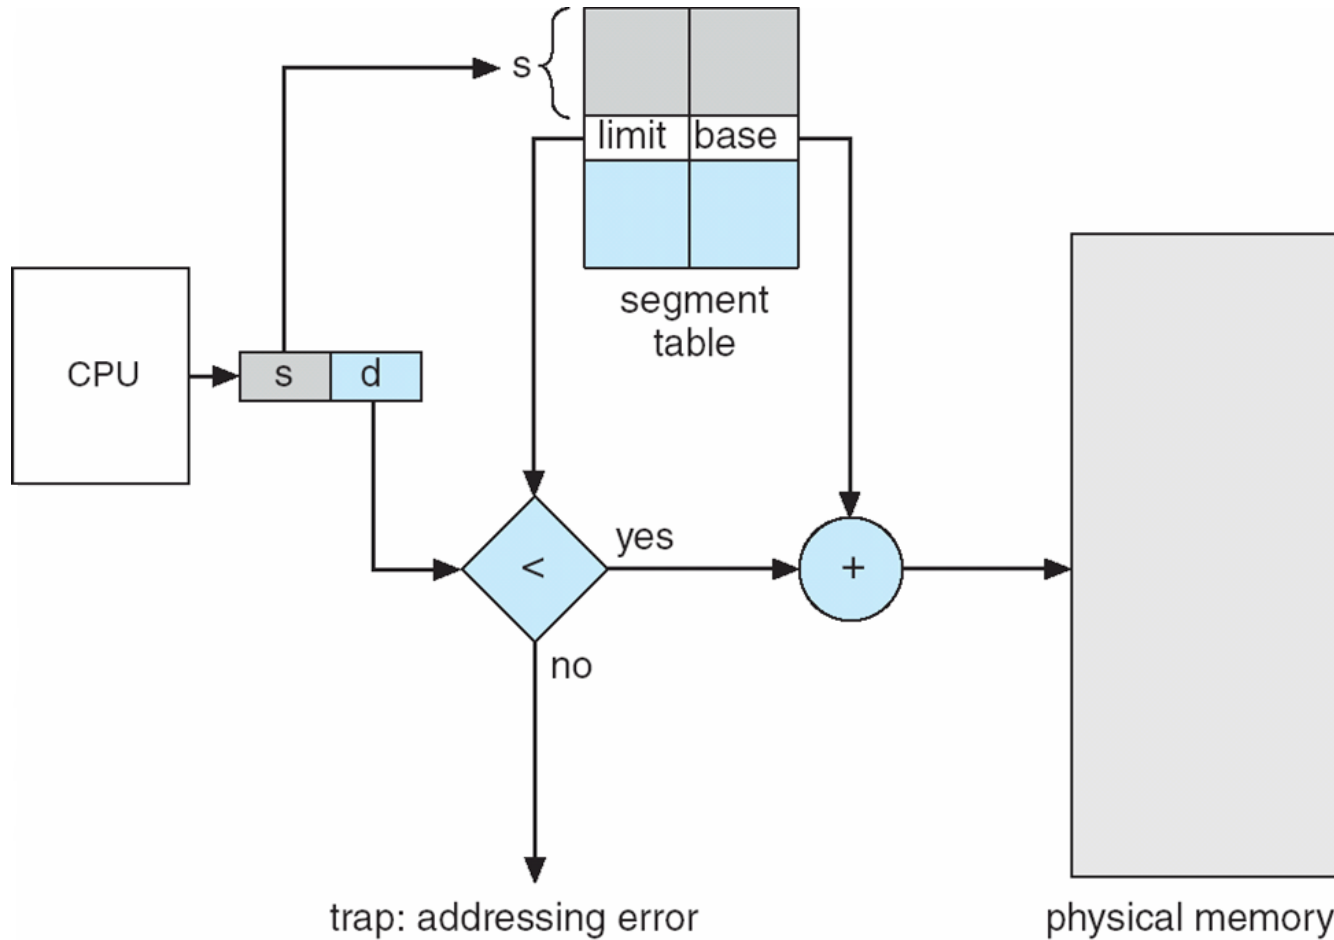 s
limit base
segment
table
CPU
s d
<
yes
+
no
trap: addressing error
physical memory